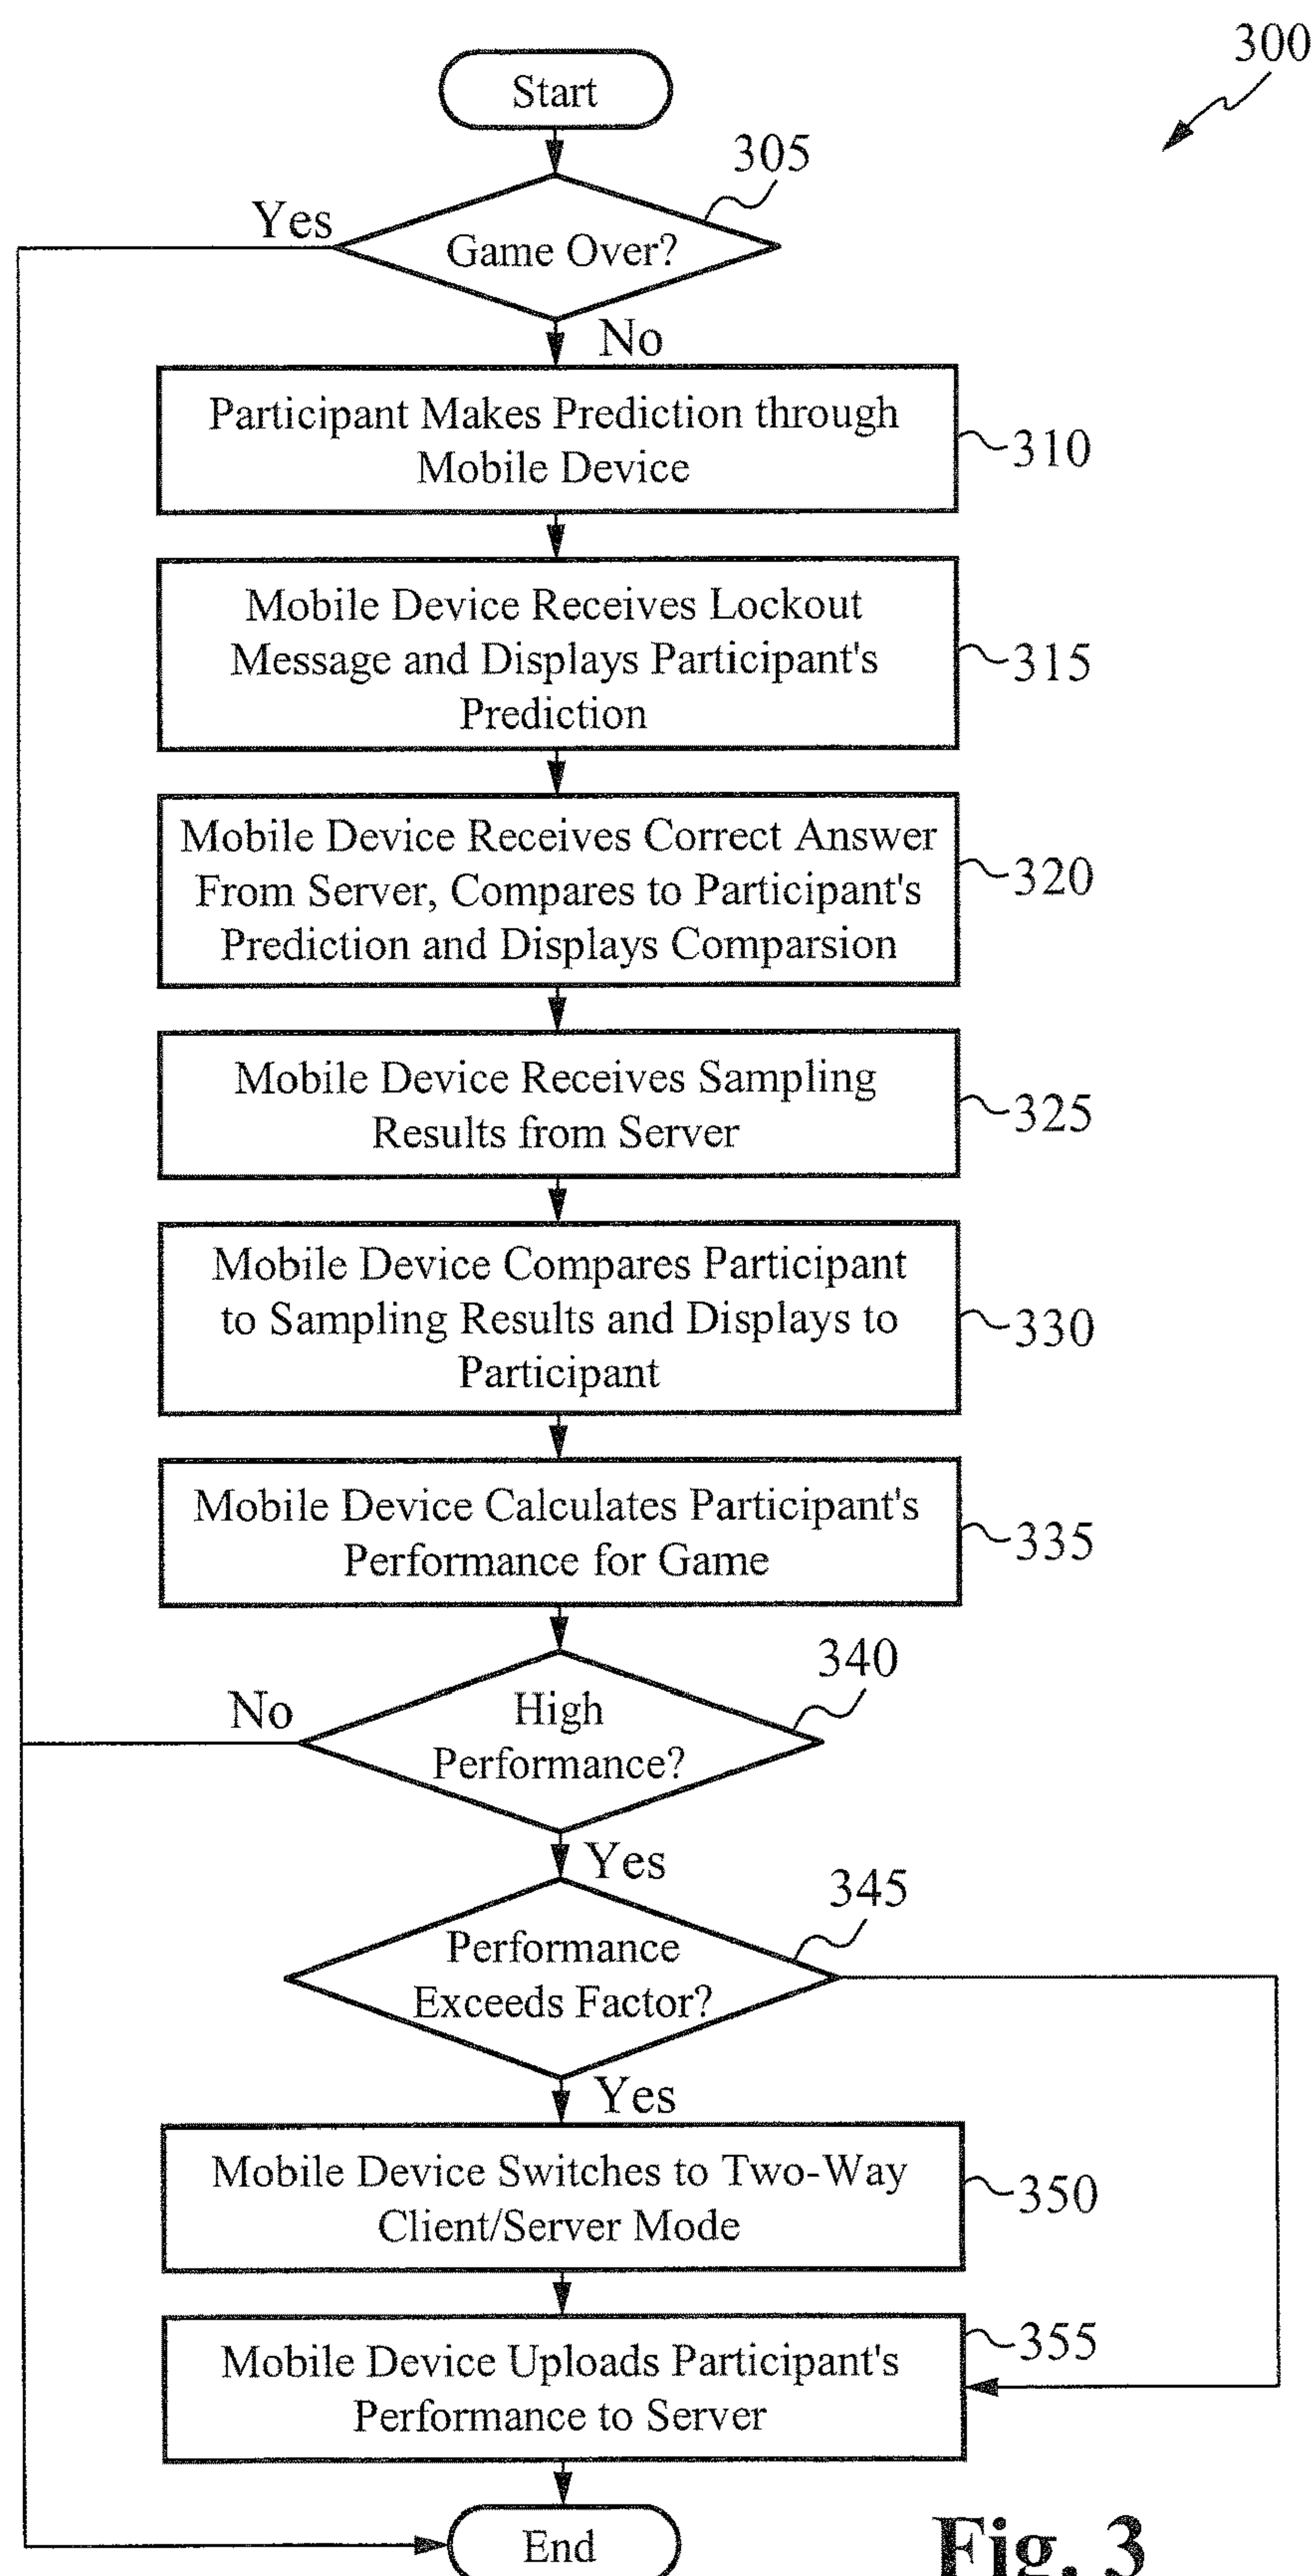 300
Start
305
Yes
Game Over?
No
Participant Makes Prediction through
Mobile Device
310
Mobile Device Receives Lockout
Message and Displays Participant's
Prediction
315
Mobile Device Receives Correct Answer
From Server, Compares to Participant's
Prediction and Displays Comparsion
320
Mobile Device Receives Sampling
Results from Server
325
Mobile Device Compares Participant
to Sampling Results and Displays to
Participant
330
Mobile Device Calculates Participant's
Performance for Game
335
340
No
High
Performance?
Yes
345
Performance
Exceeds Factor?
Yes
Mobile Device Switches to Two-Way
Client/Server Mode
350
Mobile Device Uploads Participant's
Performance to Server
355
End
Fig. 3